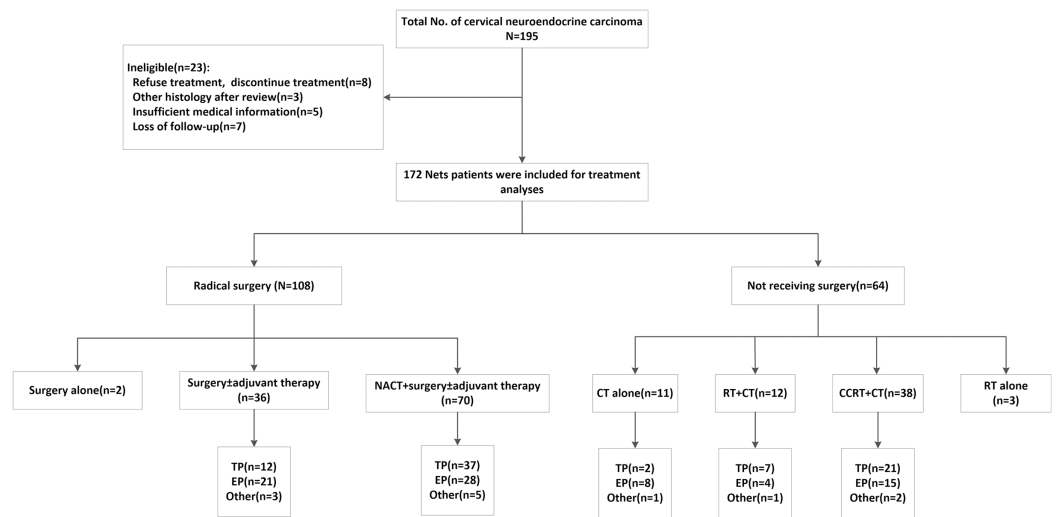 Total No. of cervical neuroendocrine carcinoma
N=195
Ineligible(n=23):
Refuse treatment, discontinue treatment(n=8)
Other histology after review(n=3)
Insufficient medical information(n=5)
Loss of follow-up(n=7)
172 Nets patients were included for treatment
analyses
Radical surgery (N=108)
Not receiving surgery(n=64)
Surgery alone(n=2)
Surgery±adjuvant therapy
(n=36)
NACT+surgery±adjuvant therapy
(n=70)
CT alone(n=11)
RT+CT(n=12)
CCRT+CT(n=38)
RT alone
(n=3)
TP(n=12)
EP(n=21)
Other(n=3)
TP(n=37)
EP(n=28)
Other(n=5)
TP(n=2)
EP(n=8)
Other(n=1)
TP(n=7)
EP(n=4)
Other(n=1)
TP(n=21)
EP(n=15)
Other(n=2)